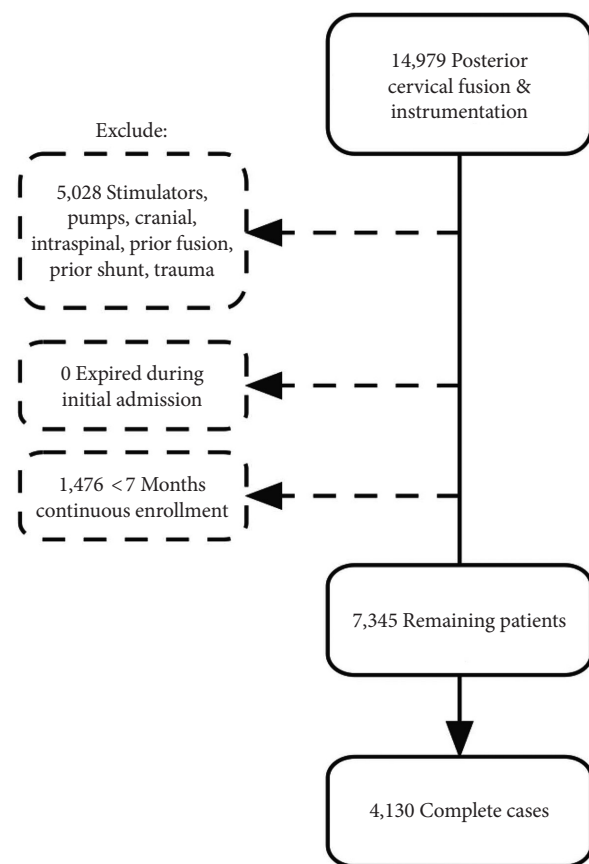 14,979 Posterior
cervical fusion &
instrumentation
Exclude:
5,028 Stimulators,
pumps, cranial,
intraspinal, prior fusion,
prior shunt, trauma
0 Expired during
initial admission
1,476 <7 Months
continuous enrollment
7,345 Remaining patients
4,130 Complete cases